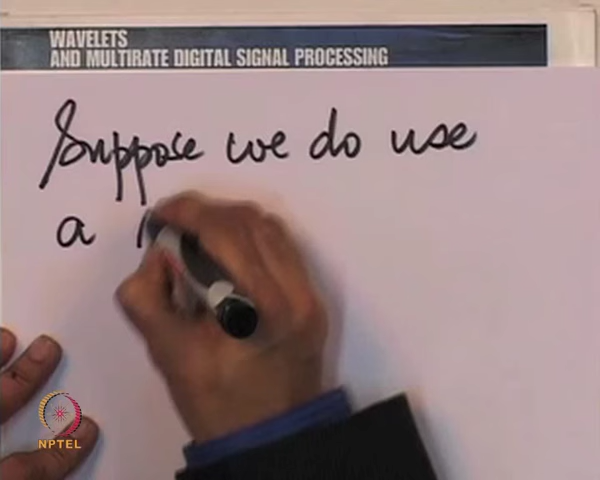 WAVELETS
AND MULTIRATE DIGITAL SIGNAL PROCESSING
Suppose we do use
a
NPTEL